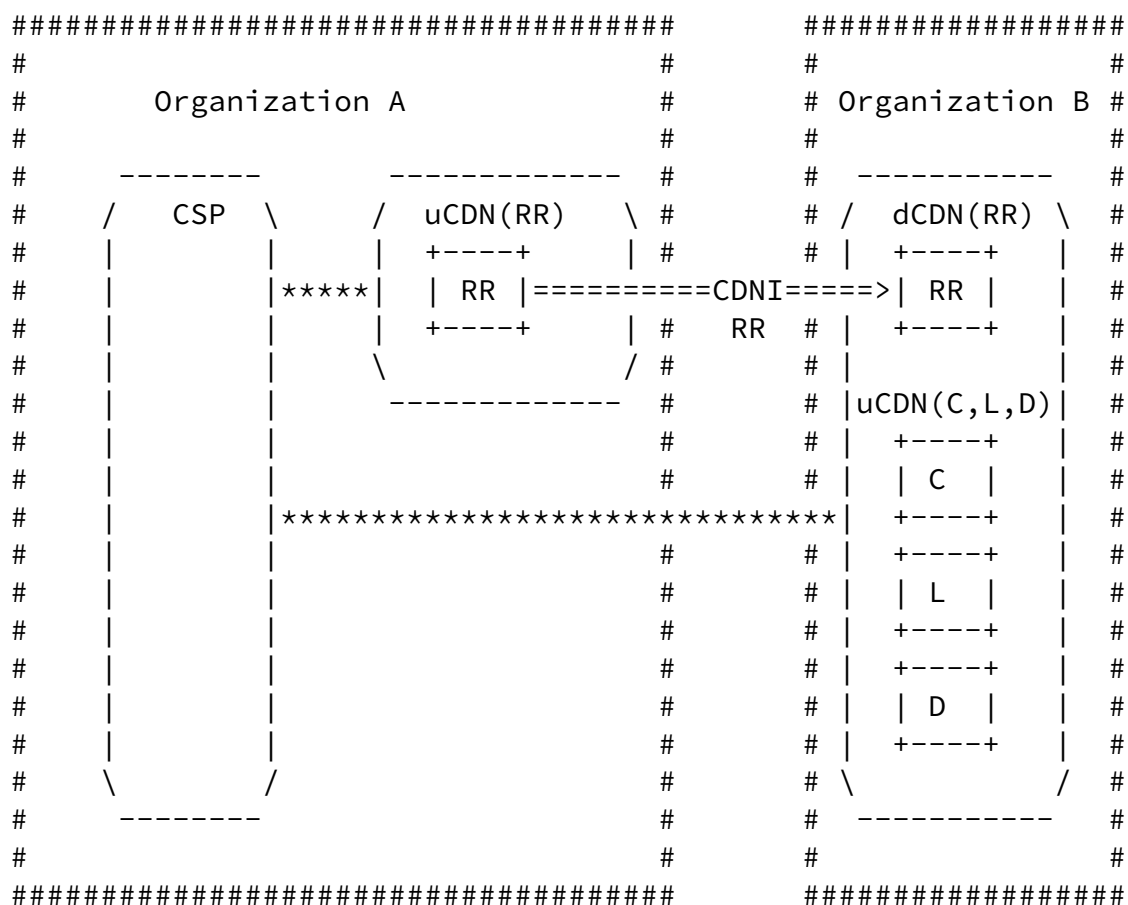 Organization A Organization B
CSP uCDN(RR) dCDN(RR)
RR CDNI RR
RR
uCDN(C,L,D)
C
L
D